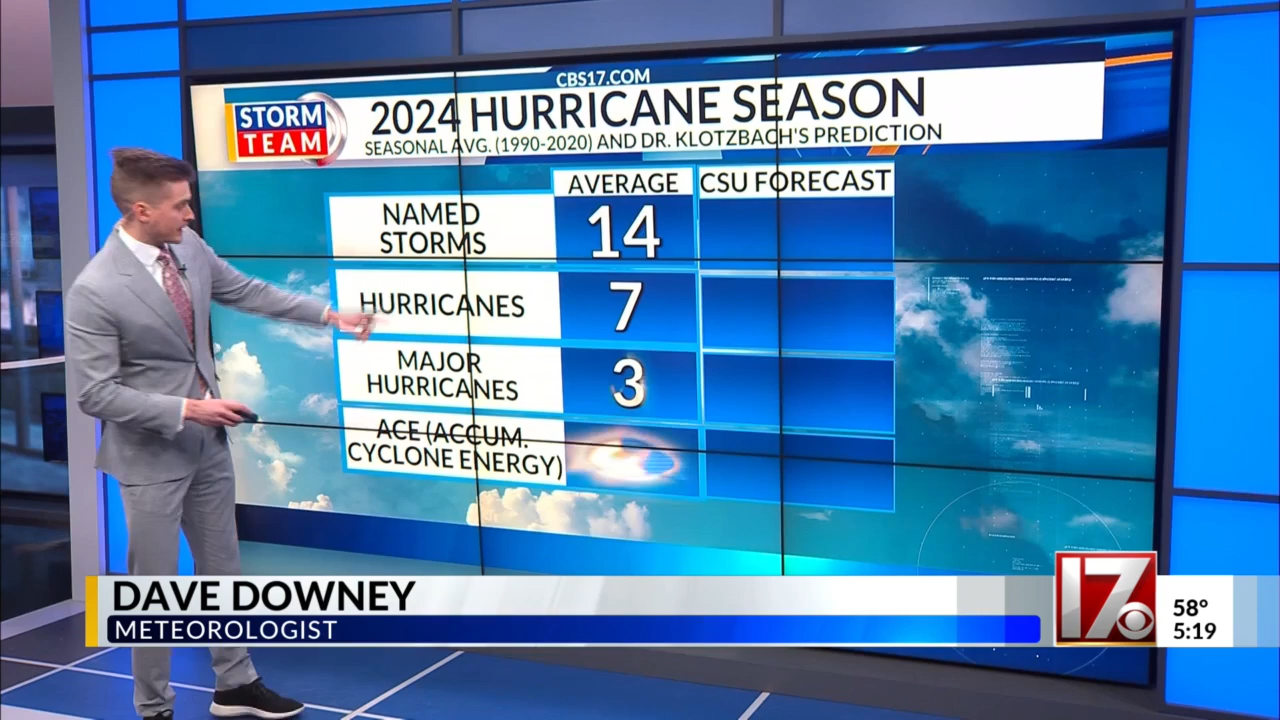 CBS17.COM
STORM
TEAM
2024 HURRICANE SEASON
SEASONAL AVG. (1990-2020) AND DR. KLOTZBACH'S PREDICTION
AVERAGE
CSU FORECAST
NAMED
STORMS
14
HURRICANES
7
MAJOR
HURRICANES
3
ACE (ACCUM.
CYCLONE ENERGY)
DAVE DOWNEY
METEOROLOGIST
17
58°
5:19